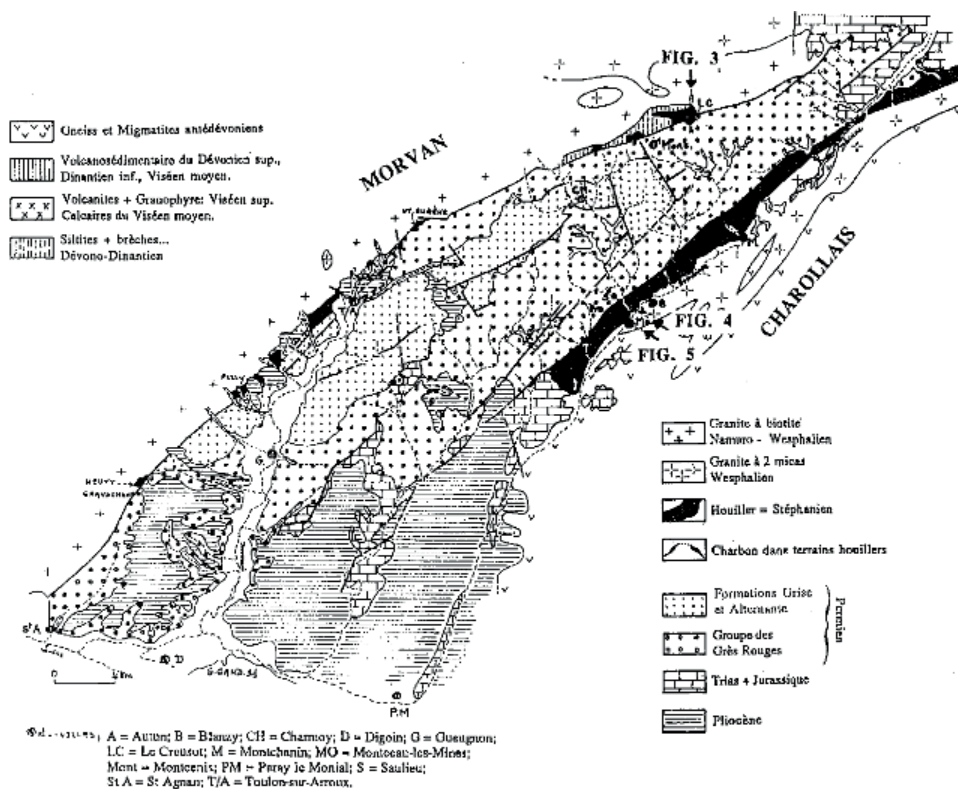 FIG. 3
LC
Mont
MORVAN
CH
MT
CHAROLLAIS
FIG. 4
FIG. 5
Gneiss et Migmatites antédévoniens
Volcanosédimentaire du Dévonien sup.,
Dinantien inf., Viséen moyen.
Volcanites + Granophyre: Viséen sup.
Calcaires du Viséen moyen.
Siltites + brèches...
Dévono-Dinantien
G
St A
D
P.M
0
Granite à biotite
Namuro - Wesphalien
Granite à 2 micas
Wesphalien
Houiller = Stéphanien
Charbon dans terrains houillers
Formations Grise
et Alternante
Groupe des
Grès Rouges
Permien
Trias + Jurassique
Pliocène
A = Autun; B = Blanzy; CH = Charmoy; D = Digoin; G = Gueugnon;
LC = Le Creusot; M = Montchanin; MO = Montceau-les-Mines;
Mont = Montcenis; PM = Paray le Monial; S = Saulieu;
St A = St Agnan; T/A = Toulon-sur-Arroux.